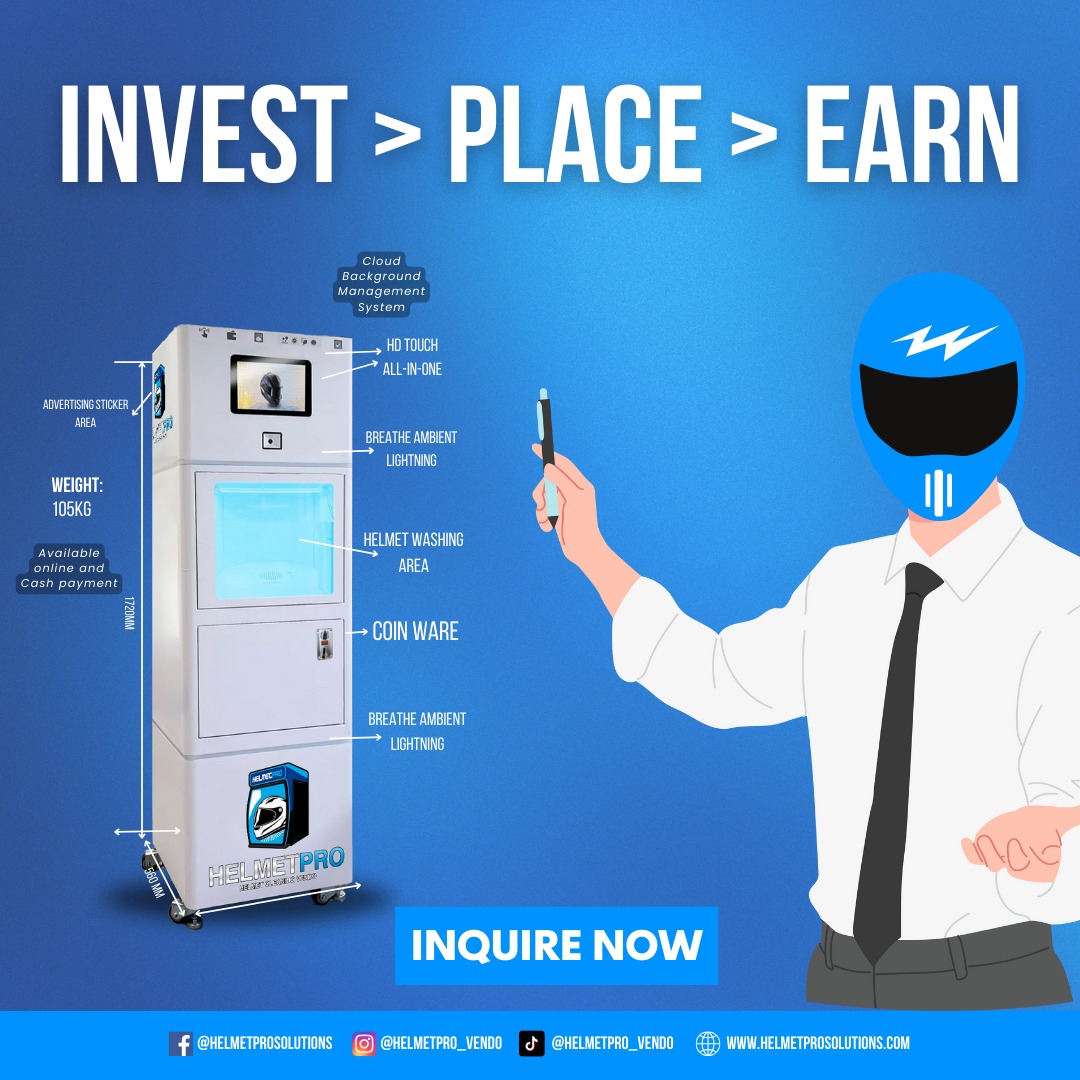 INVEST > PLACE > EARN
Cloud
Background
Management
System
HD TOUCH
ALL-IN-ONE
ADVERTISING STICKER
AREA
BREATHE AMBIENT
LIGHTNING
WEIGHT:
105KG
HELMET WASHING
AREA
Available
online and
Cash payment
1720MM
COIN WARE
BREATHE AMBIENT
LIGHTNING
HELMETPRO
HELMETPRO
560 MM
INQUIRE NOW
@HELMETPROSOLUTIONS @HELMETPRO_VENDO @HELMETPRO_VENDO WWW.HELMETPROSOLUTIONS.COM